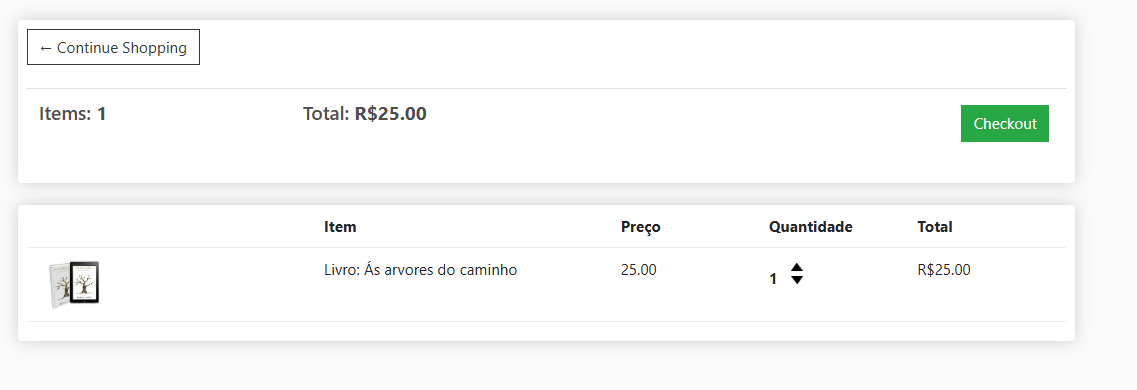 ← Continue Shopping
Items: 1 Total: R$25.00 Checkout
Item Preço Quantidade Total
Livro: Ás arvores do caminho 25.00 1 R$25.00